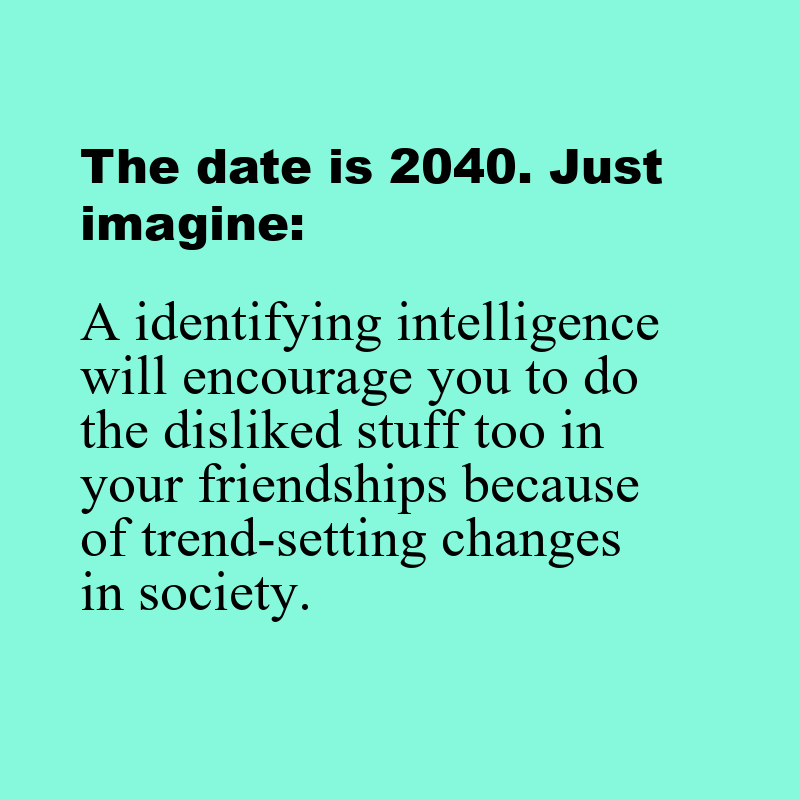 The date is 2040. Just
imagine:
A identifying intelligence
will encourage you to do
the disliked stuff too in
your friendships because
of trend-setting changes
in society.